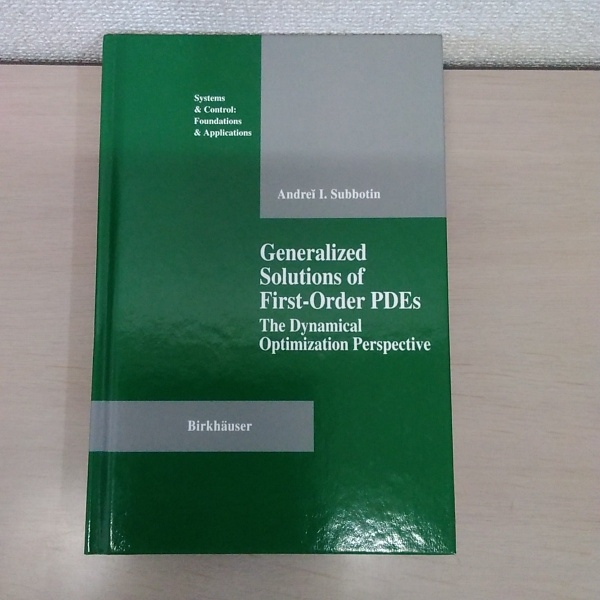 Systems
& Control:
Foundations
& Applications
Andreĭ I. Subbotin
Generalized
Solutions of
First-Order PDEs
The Dynamical
Optimization Perspective
Birkhäuser